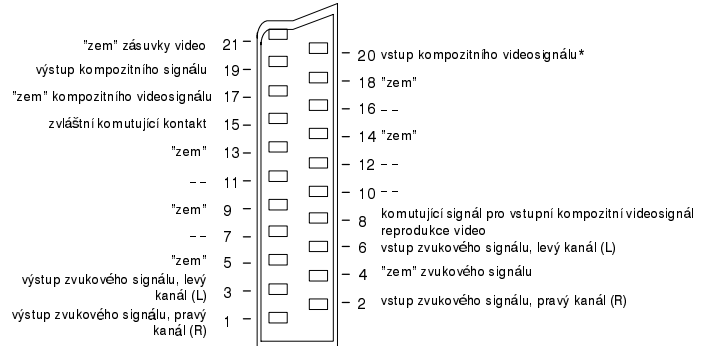 "zem" zásuvky video 21
výstup kompozitního signálu 19
"zem" kompozitního videosignálu 17
zvláštní komutující kontakt 15
"zem" 13
-- 11
"zem" 9
-- 7
"zem" 5
výstup zvukového signálu, levý
kanál (L) 3
výstup zvukového signálu, pravý
kanál (R) 1
20 vstup kompozitního videosignálu*
18 "zem"
16 --
14 "zem"
12 --
10 --
8 komutující signál pro vstupní kompozitní videosignál
reprodukce video
6 vstup zvukového signálu, levý kanál (L)
4 "zem" zvukového signálu
2 vstup zvukového signálu, pravý kanál (R)